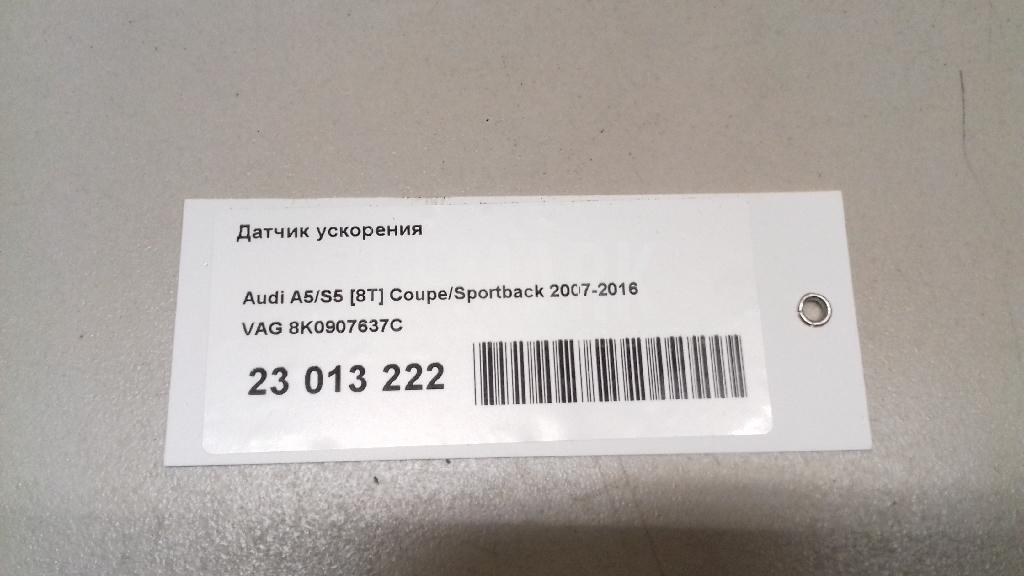 Датчик ускорения
Audi A5/S5 [8T] Coupe/Sportback 2007-2016
VAG 8K0907637C
23 013 222